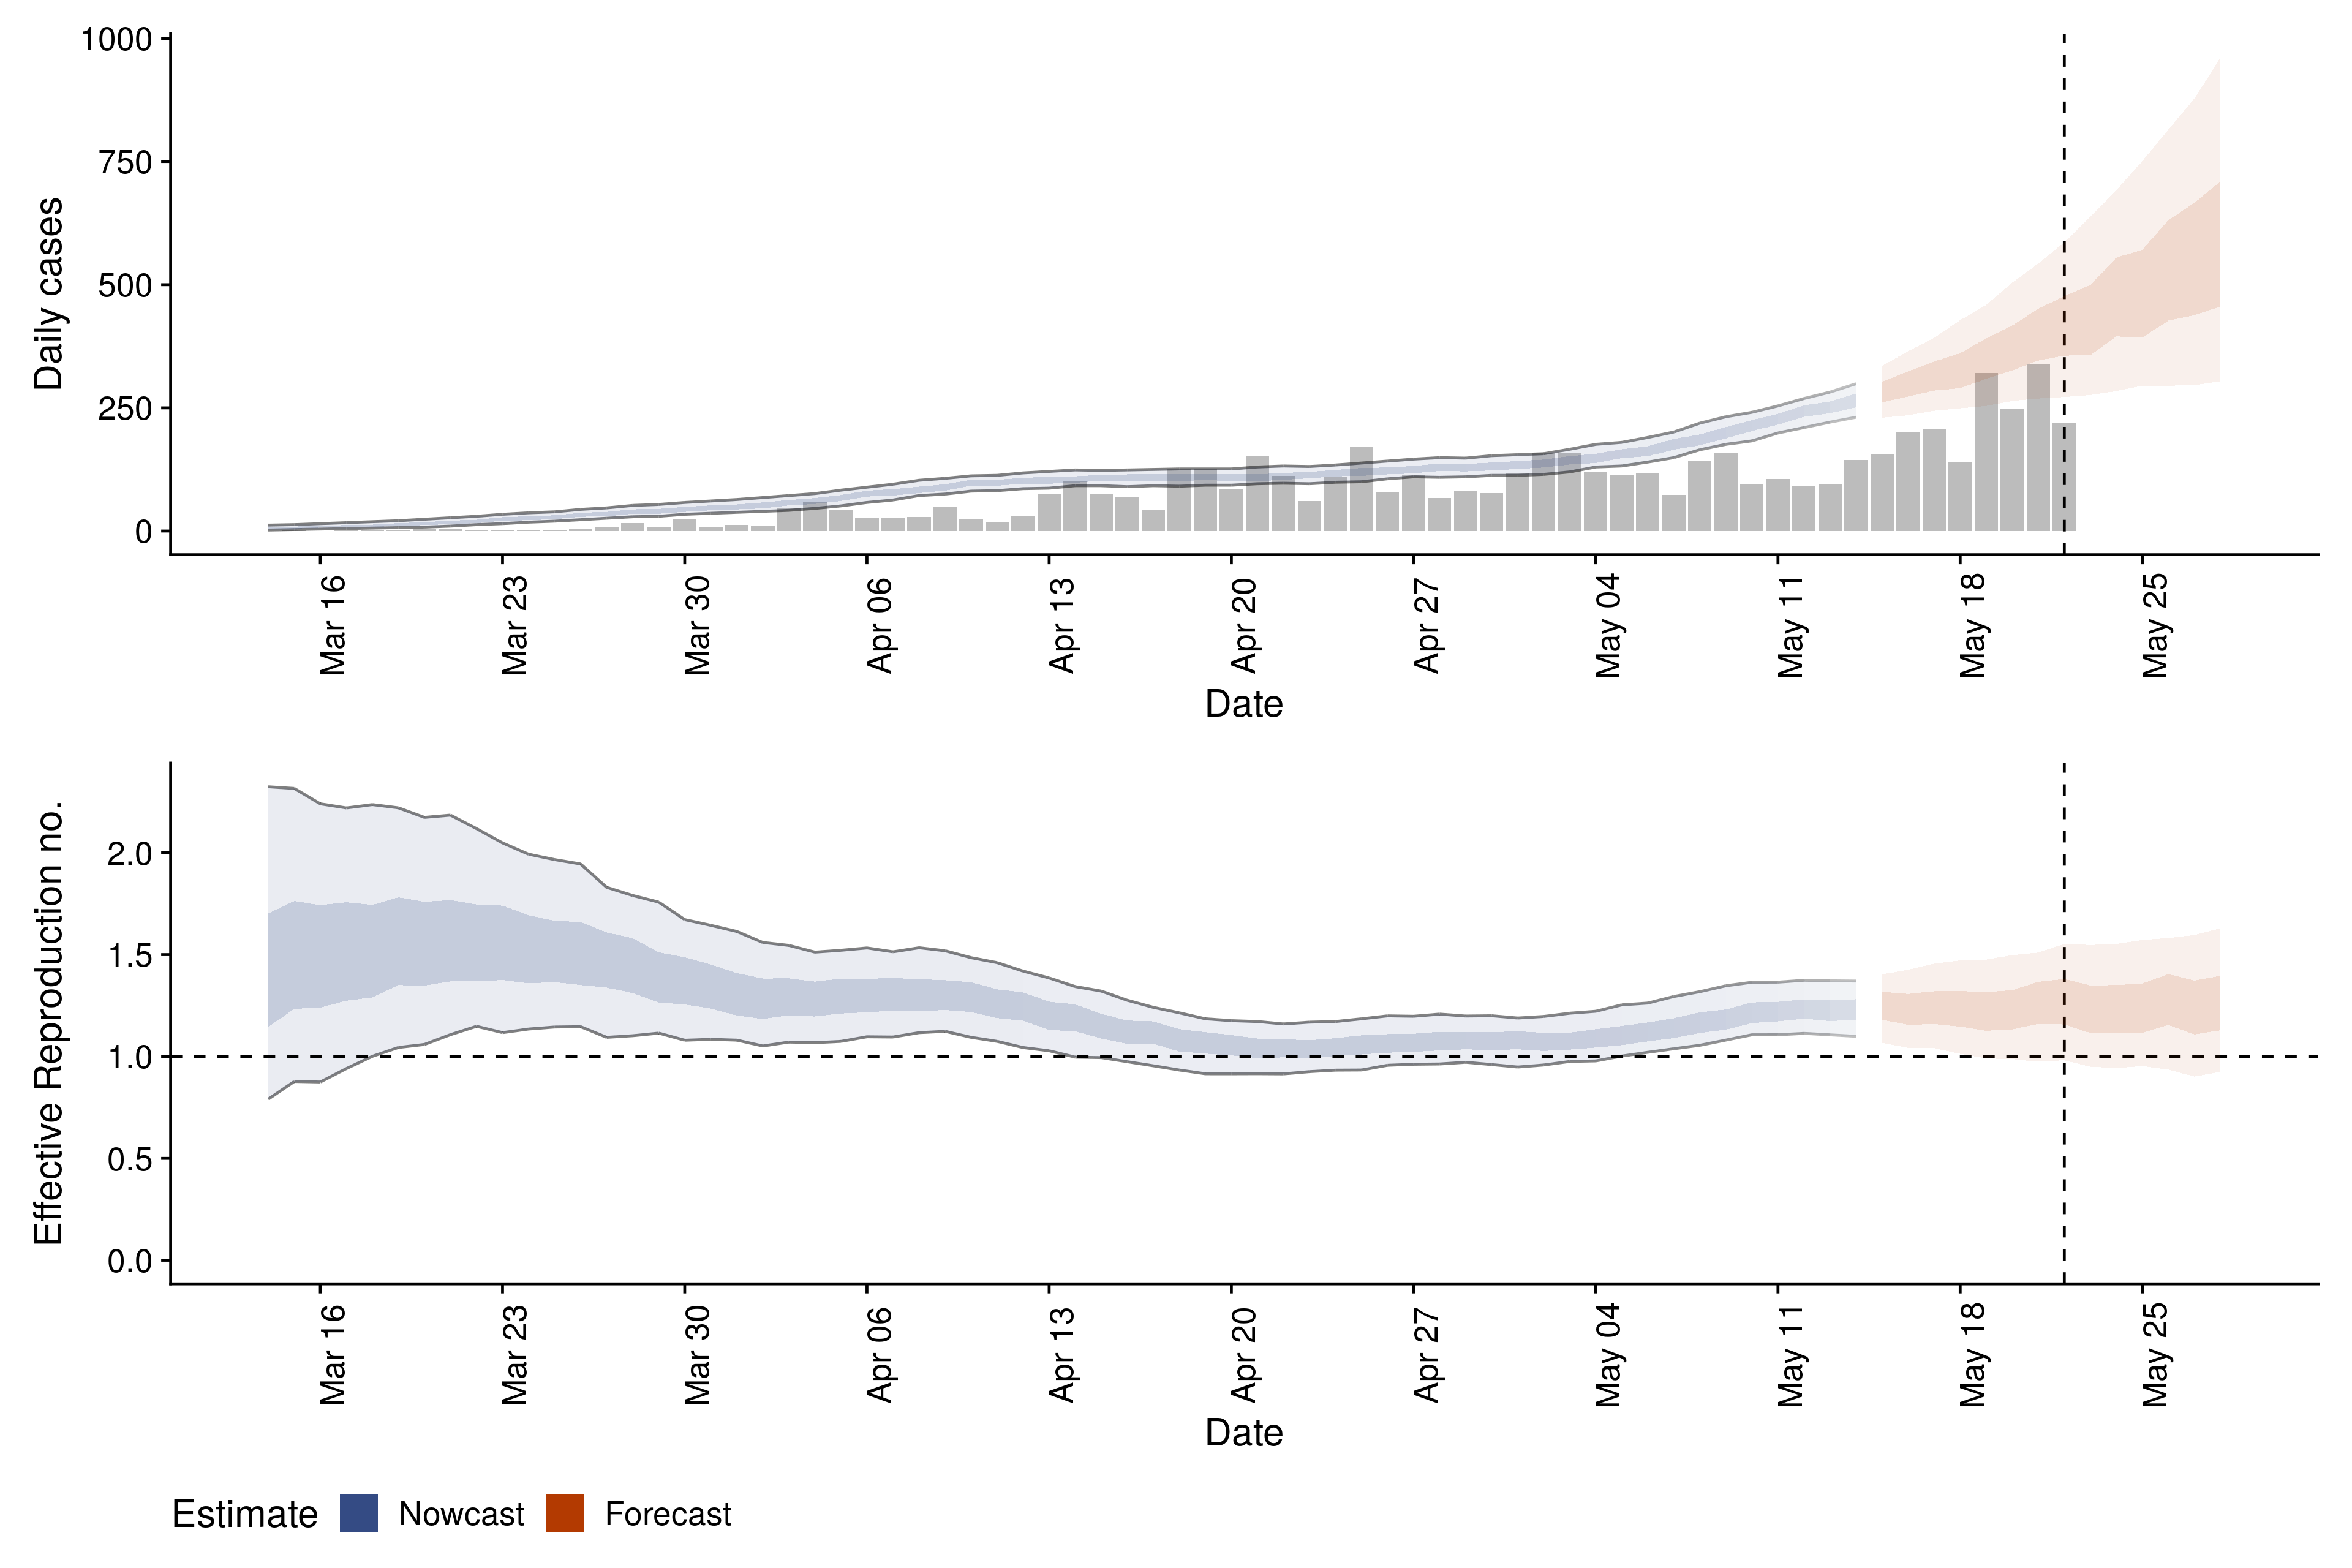 1000
750
500
250
0
Daily cases
Mar 16
Mar 23
Mar 30
Apr 06
Apr 13
Apr 20
Apr 27
May 04
May 11
May 18
May 25
Date
2.0
1.5
1.0
0.5
0.0
Effective Reproduction no.
Mar 16
Mar 23
Mar 30
Apr 06
Apr 13
Apr 20
Apr 27
May 04
May 11
May 18
May 25
Date
Estimate Nowcast Forecast